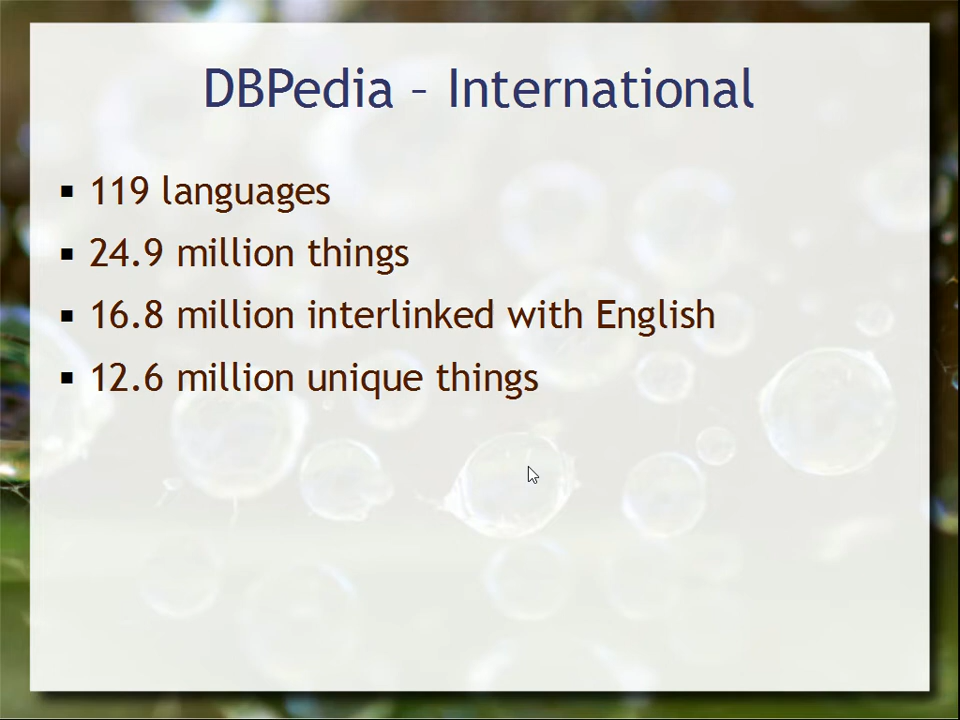 DBPedia – International
▪ 119 languages
▪ 24.9 million things
▪ 16.8 million interlinked with English
▪ 12.6 million unique things